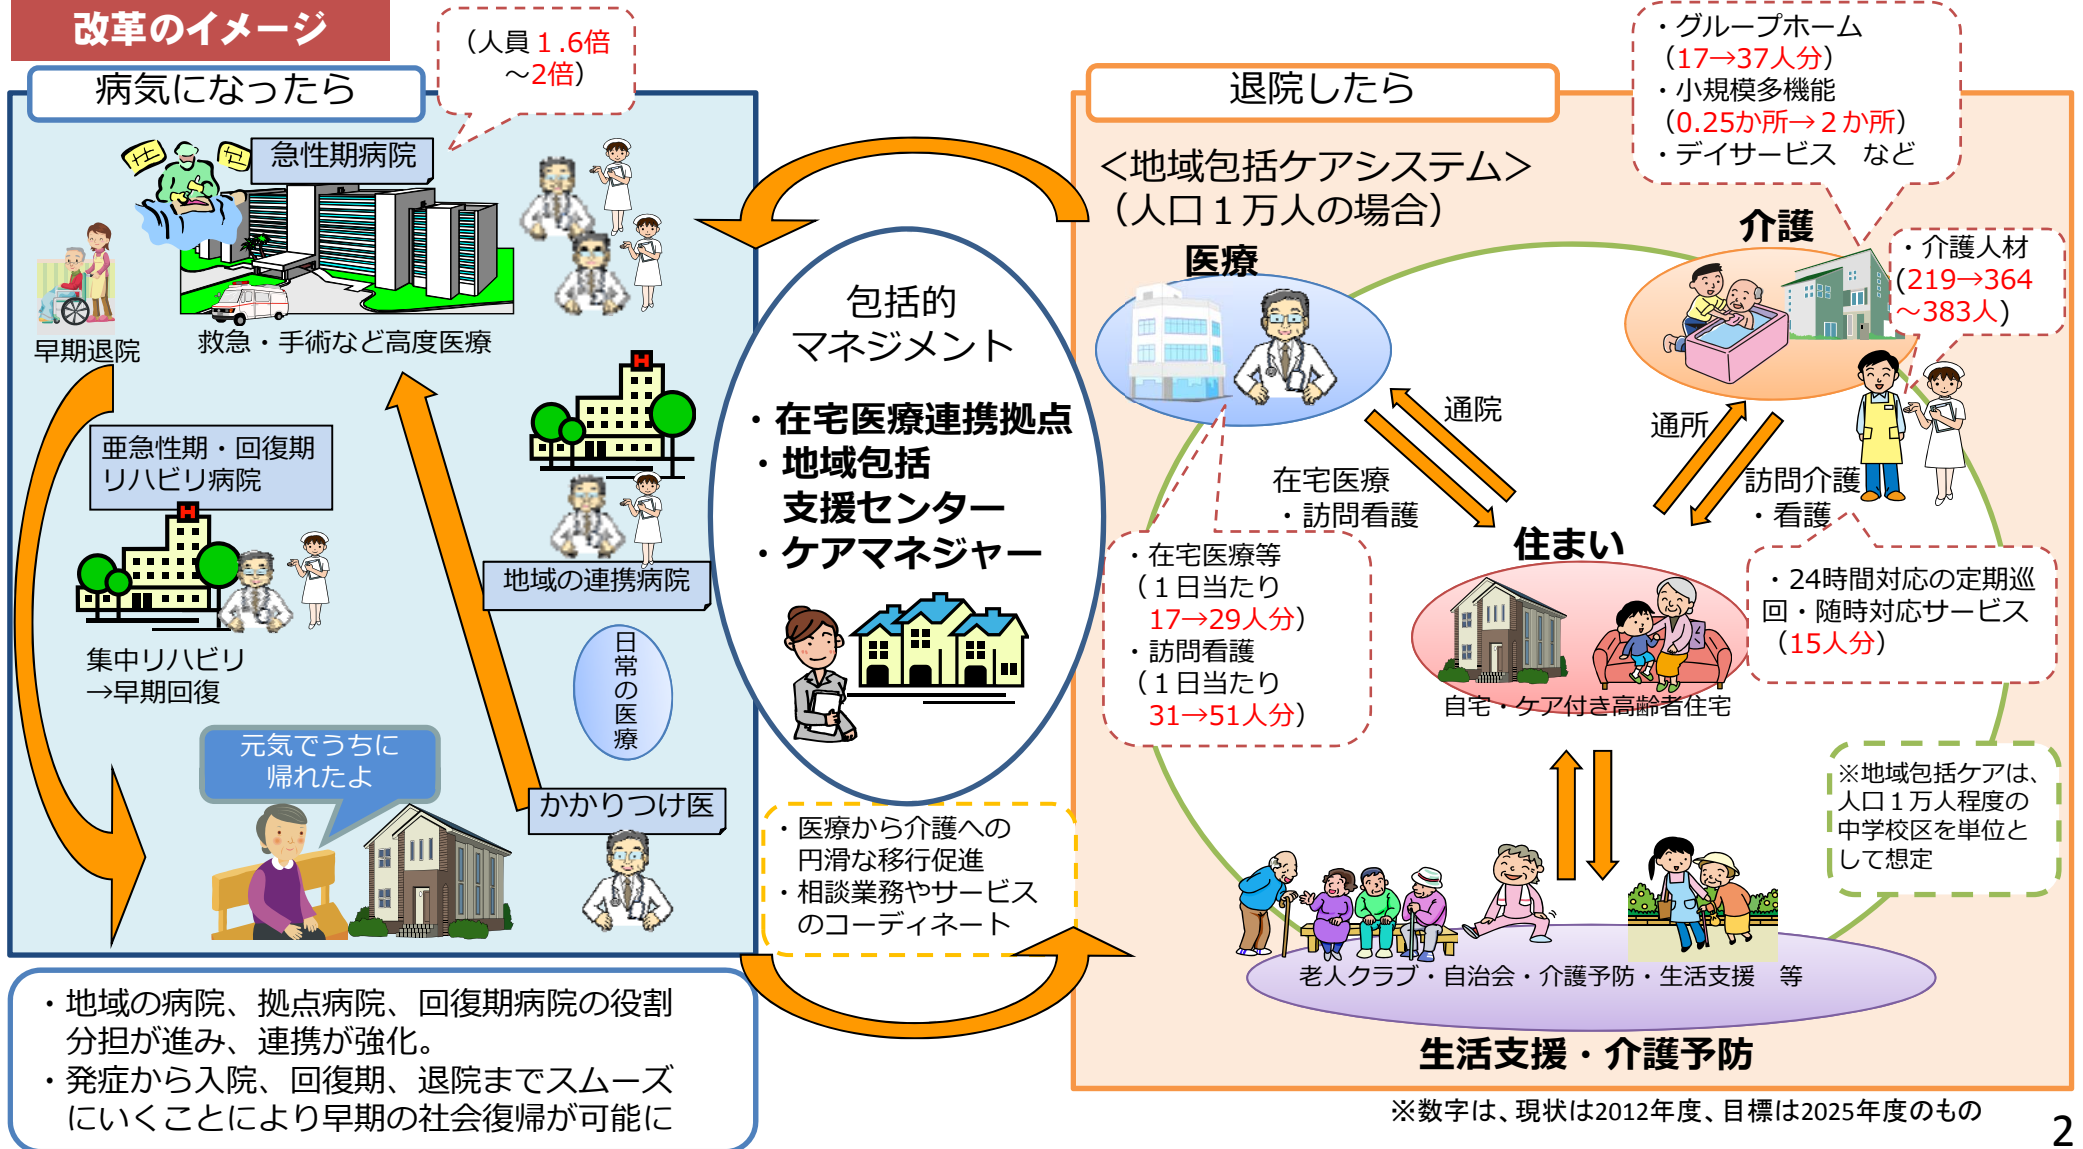 改革のイメージ
病気になったら
(人員１.6倍
～2倍)
急性期病院
救急・手術など高度医療
早期退院
亜急性期・回復期
リハビリ病院
集中リハビリ
→早期回復
地域の連携病院
日常の医療
かかりつけ医
元気でうちに
帰れたよ
・地域の病院、拠点病院、回復期病院の役割
分担が進み、連携が強化。
・発症から入院、回復期、退院までスムーズ
にいくことにより早期の社会復帰が可能に
包括的
マネジメント
・在宅医療連携拠点
・地域包括
支援センター
・ケアマネジャー
・医療から介護への
円滑な移行促進
・相談業務やサービス
のコーディネート
退院したら
＜地域包括ケアシステム＞
(人口１万人の場合)
医療
介護
・グループホーム
(17→37人分)
・小規模多機能
(0.25か所→２か所)
・デイサービス　など
・介護人材
(219→364
～383人)
通院
在宅医療
・訪問看護
通所
訪問介護
・看護
・在宅医療等
(１日当たり
17→29人分)
・訪問看護
(１日当たり
31→51人分)
住まい
自宅・ケア付き高齢者住宅
・24時間対応の定期巡
回・随時対応サービス
(15人分)
※地域包括ケアは、
人口１万人程度の
中学校区を単位と
して想定
老人クラブ・自治会・介護予防・生活支援　等
生活支援・介護予防
※数字は、現状は2012年度、目標は2025年度のもの
2